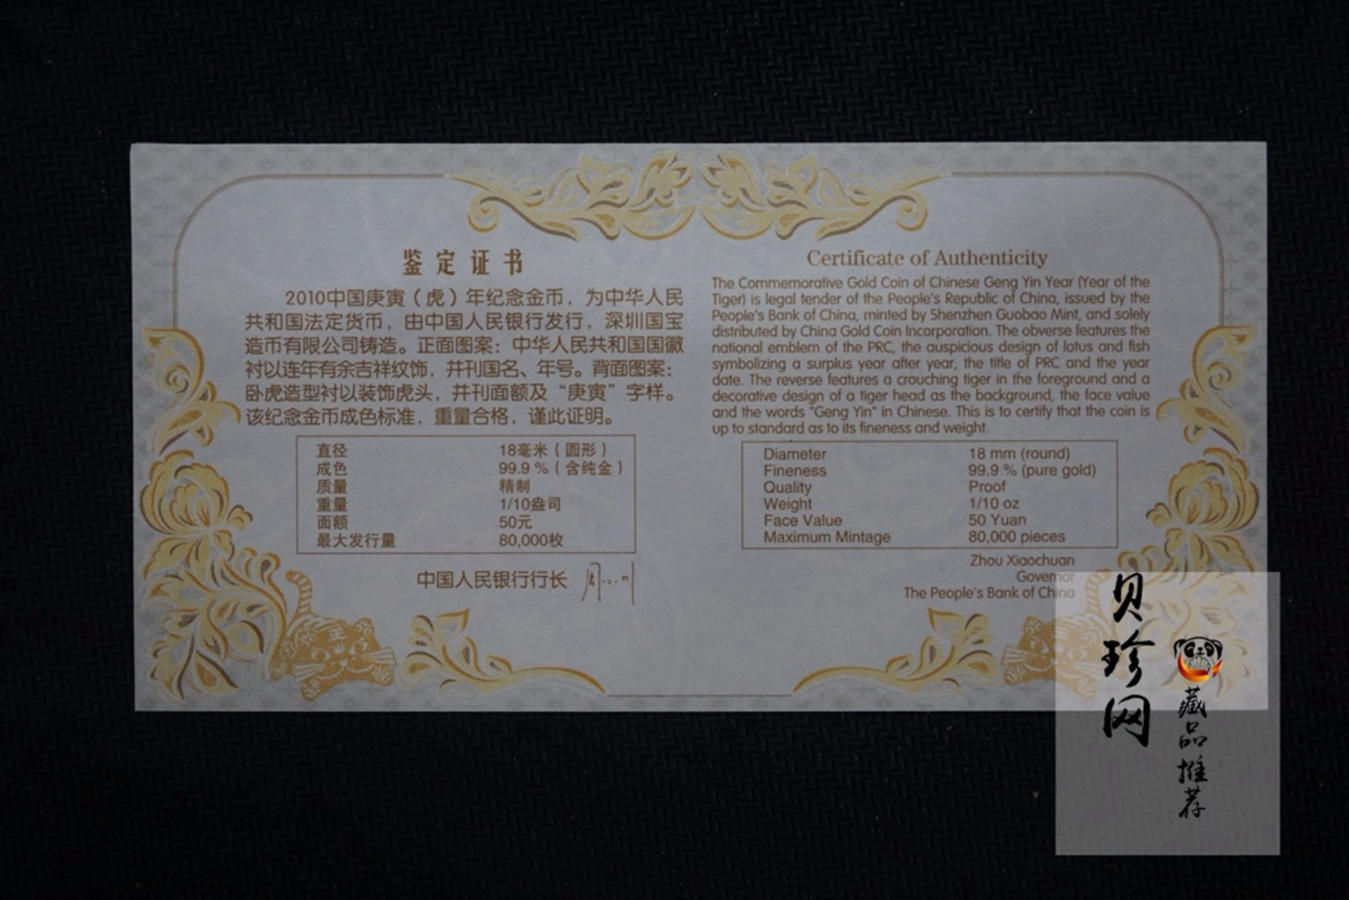 鉴定证书
2010中国庚寅（虎）年纪念金币，为中华人民
共和国法定货币，由中国人民银行发行，深圳国宝
造币有限公司铸造。正面图案：中华人民共和国国徽
衬以连年有余吉祥纹饰，并刊国名、年号。背面图案：
卧虎造型衬以装饰虎头，并刊面额及“庚寅”字样。
该纪念金币成色标准，重量合格，谨此证明。
直径 18毫米（圆形）
成色 99.9%（含纯金）
质量 精制
重量 1/10盎司
面额 50元
最大发行量 80,000枚
中国人民银行行长
Certificate of Authenticity
The Commemorative Gold Coin of Chinese Geng Yin Year (Year of the
Tiger) is legal tender of the People's Republic of China, issued by the
People's Bank of China, minted by Shenzhen Guobao Mint, and solely
distributed by China Gold Coin Incorporation. The obverse features the
national emblem of the PRC, the auspicious design of lotus and fish
symbolizing a surplus year after year, the title of PRC and the year
date. The reverse features a crouching tiger in the foreground and a
decorative design of a tiger head as the background, the face value
and the words "Geng Yin" in Chinese. This is to certify that the coin is
up to standard as to its fineness and weight.
Diameter 18 mm (round)
Fineness 99.9 % (pure gold)
Quality Proof
Weight 1/10 oz
Face Value 50 Yuan
Maximum Mintage 80,000 pieces
Zhou Xiaochuan
Governor
The People's Bank of China
王
贝珍网
藏品推荐